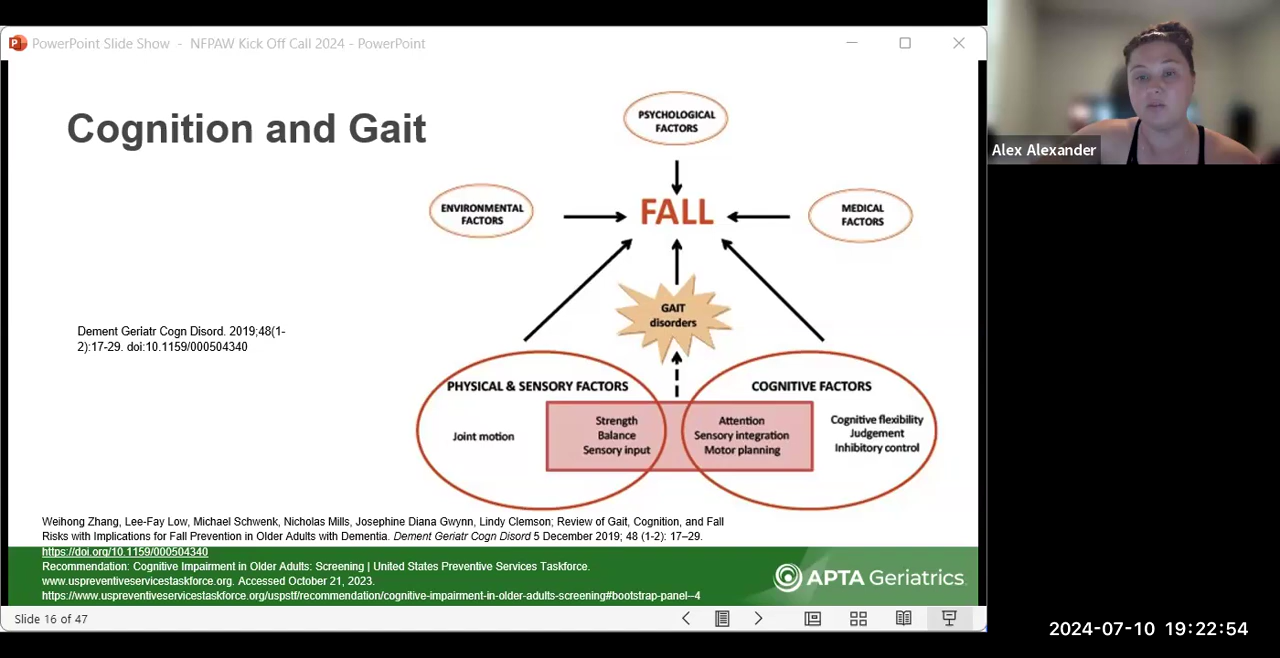 PowerPoint Slide Show - NFPAW Kick Off Call 2024 - PowerPoint
Cognition and Gait
PSYCHOLOGICAL
FACTORS
ENVIRONMENTAL
FACTORS
FALL
MEDICAL
FACTORS
GAIT
disorders
Dement Geriatr Cogn Disord. 2019;48(1-
2):17-29. doi:10.1159/000504340
PHYSICAL & SENSORY FACTORS
Joint motion
Strength
Balance
Sensory input
COGNITIVE FACTORS
Attention
Sensory integration
Motor planning
Cognitive flexibility
Judgement
Inhibitory control
Weihong Zhang, Lee-Fay Low, Michael Schwenk, Nicholas Mills, Josephine Diana Gwynn, Lindy Clemson; Review of Gait, Cognition, and Fall
Risks with Implications for Fall Prevention in Older Adults with Dementia. Dement Geriatr Cogn Disord 5 December 2019; 48 (1-2): 17–29.
https://doi.org/10.1159/000504340
Recommendation: Cognitive Impairment in Older Adults: Screening | United States Preventive Services Taskforce.
www.uspreventiveservicestaskforce.org. Accessed October 21, 2023.
https://www.uspreventiveservicestaskforce.org/uspstf/recommendation/cognitive-impairment-in-older-adults-screening#bootstrap-panel--4
APTA Geriatrics
Slide 16 of 47
Alex Alexander
2024-07-10 19:22:54